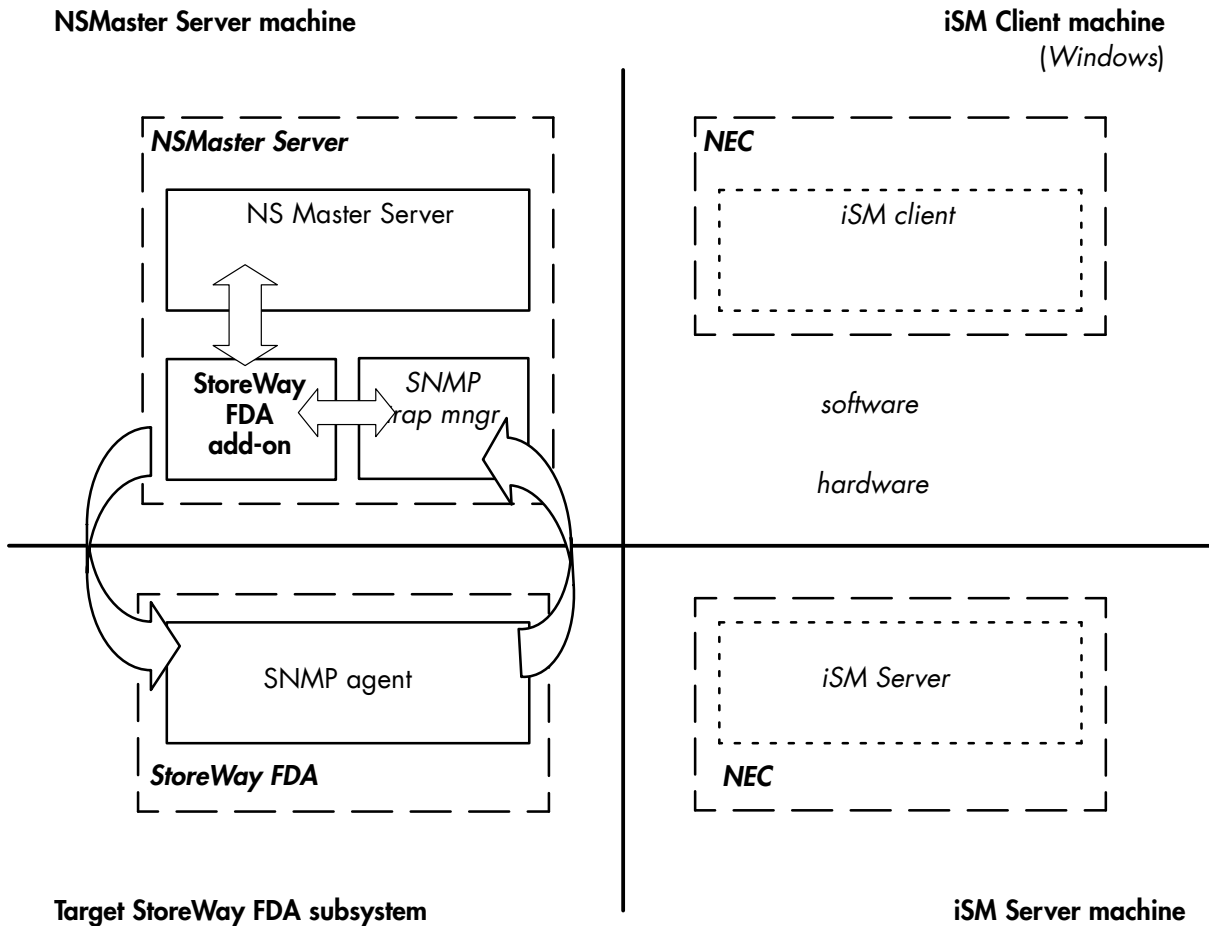 NSMaster Server machine
iSM Client machine
(Windows)
NSMaster Server
NS Master Server
StoreWay
FDA
add-on
SNMP
rap mngr
NEC
iSM client
software
hardware
SNMP agent
StoreWay FDA
iSM Server
NEC
Target StoreWay FDA subsystem
iSM Server machine